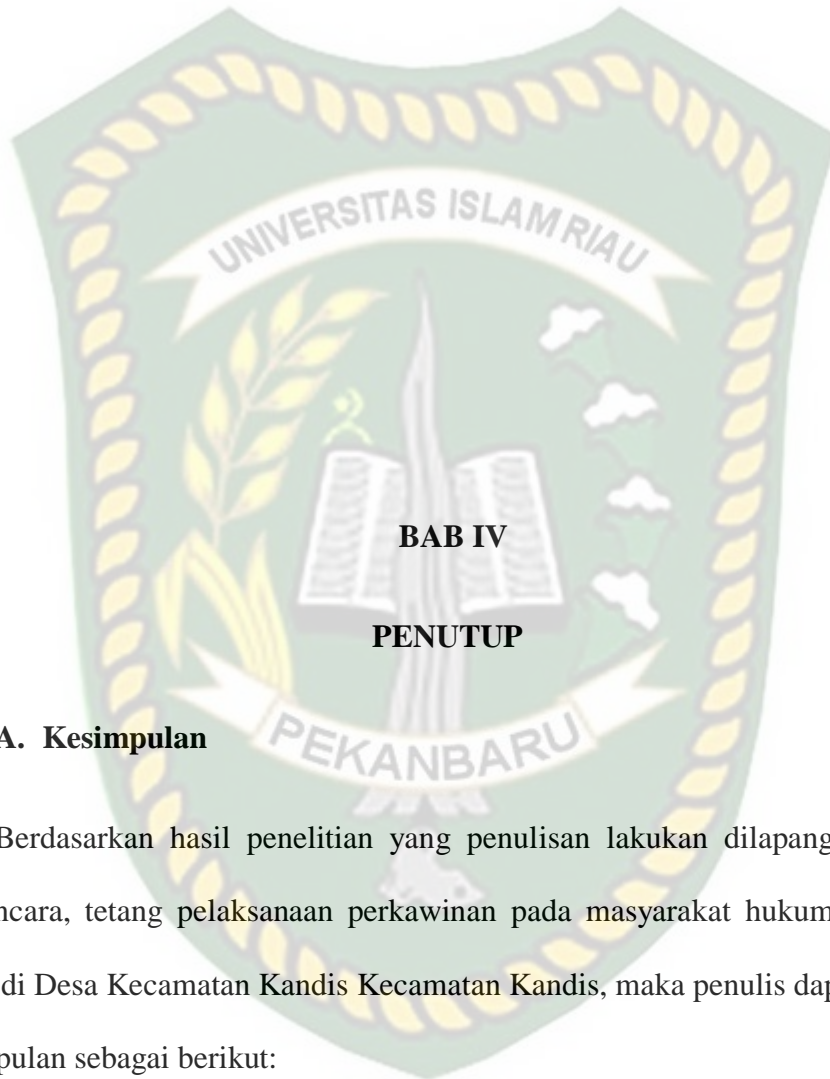 UNIVERSITAS ISLAM RIAU
BAB IV
PENUTUP
PEKANBARU
A. Kesimpulan
Berdasarkan hasil penelitian yang penulisan lakukan dilapang
ncara, tetang pelaksanaan perkawinan pada masyarakat hukum
di Desa Kecamatan Kandis Kecamatan Kandis, maka penulis dap
pulan sebagai berikut: